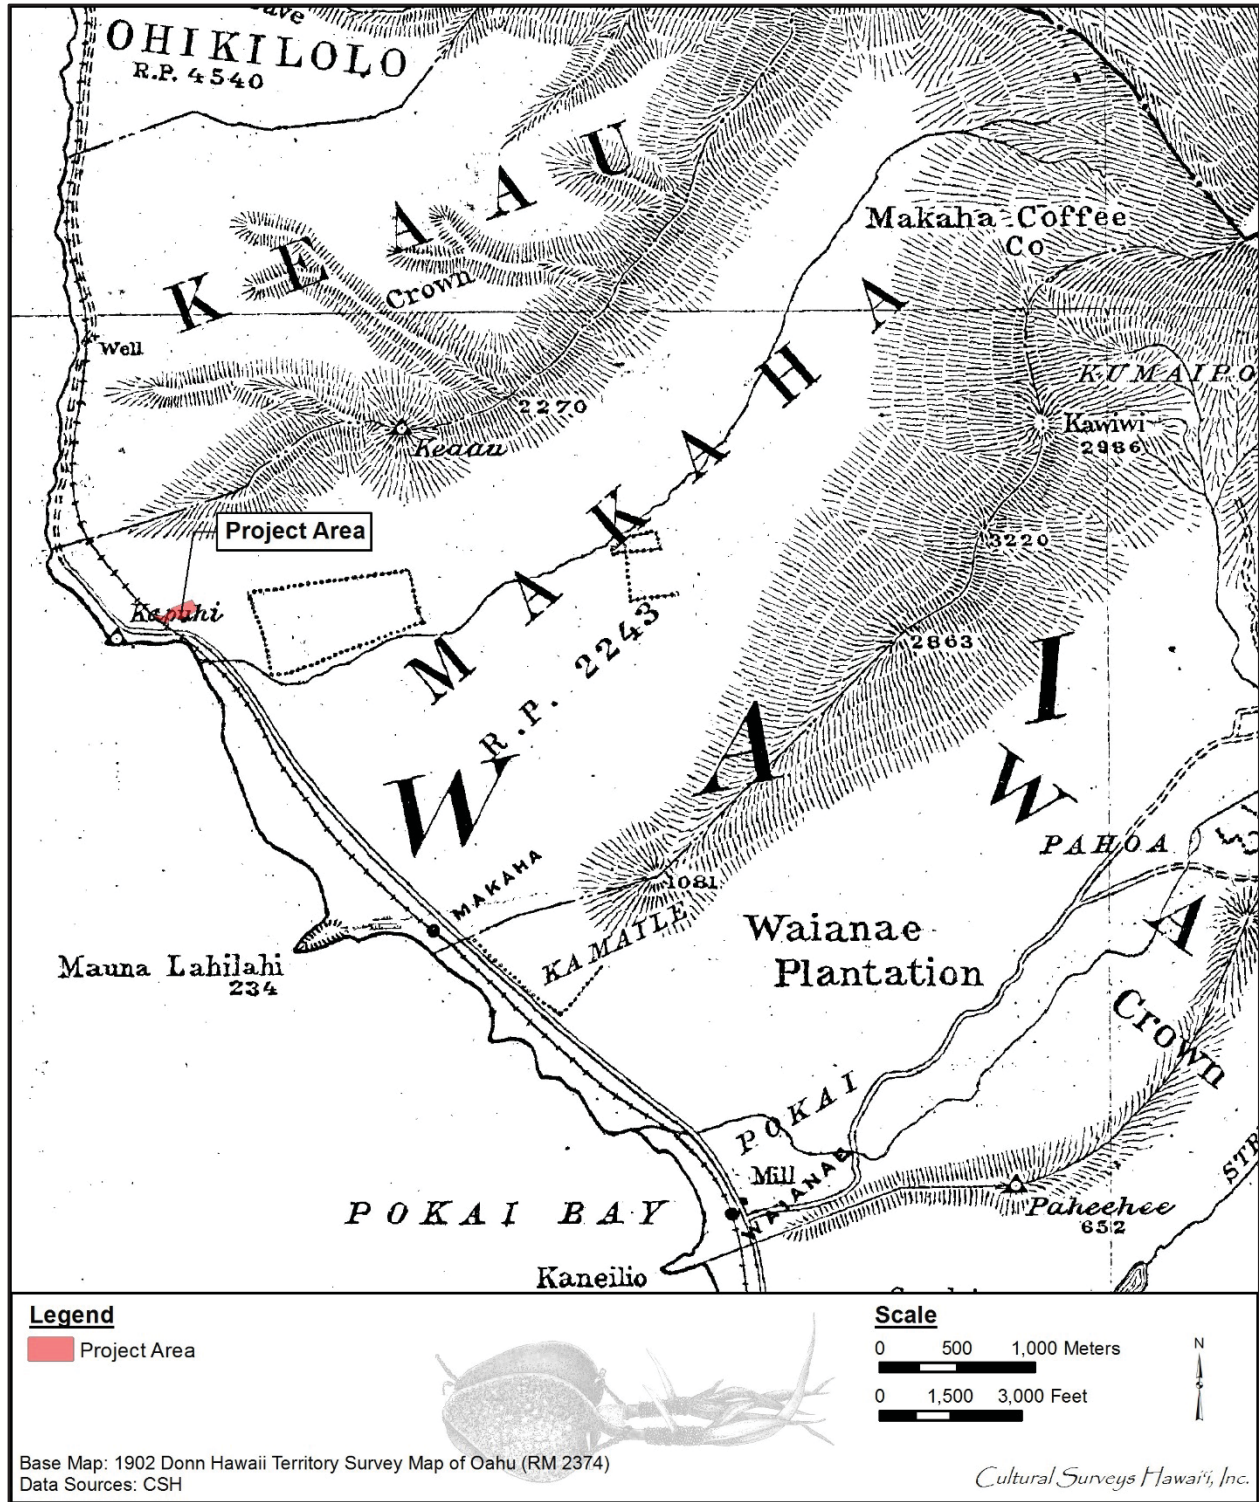 OHIKILOLO
R.P. 4540
KEAAU
Crown
Makaha Coffee
Co
Well
2270
Keaau
KUMAIPO
Kawiwi
2986
Project Area
3220
MAKAHA
R.P. 2243
Kepuhi
2863
WAIA
W
PAHOA
MAKAHA
1081
KAMAILE
Waianae
Plantation
Mauna Lahilahi
234
Crown
POKAI
Mill
WAIANAE
Paheehee
652
POKAI BAY
Kaneilio
Legend
Project Area
Scale
0 500 1,000 Meters
0 1,500 3,000 Feet
N
Base Map: 1902 Donn Hawaii Territory Survey Map of Oahu (RM 2374)
Data Sources: CSH
Cultural Surveys Hawai‘i, Inc.